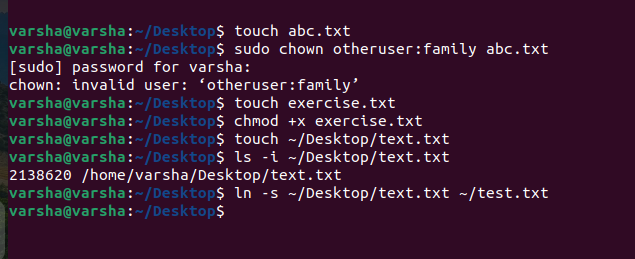 varsha@varsha:~/Desktop$ touch abc.txt
varsha@varsha:~/Desktop$ sudo chown otheruser:family abc.txt
[sudo] password for varsha:
chown: invalid user: ‘otheruser:family’
varsha@varsha:~/Desktop$ touch exercise.txt
varsha@varsha:~/Desktop$ chmod +x exercise.txt
varsha@varsha:~/Desktop$ touch ~/Desktop/text.txt
varsha@varsha:~/Desktop$ ls -i ~/Desktop/text.txt
2138620 /home/varsha/Desktop/text.txt
varsha@varsha:~/Desktop$ ln -s ~/Desktop/text.txt ~/test.txt
varsha@varsha:~/Desktop$